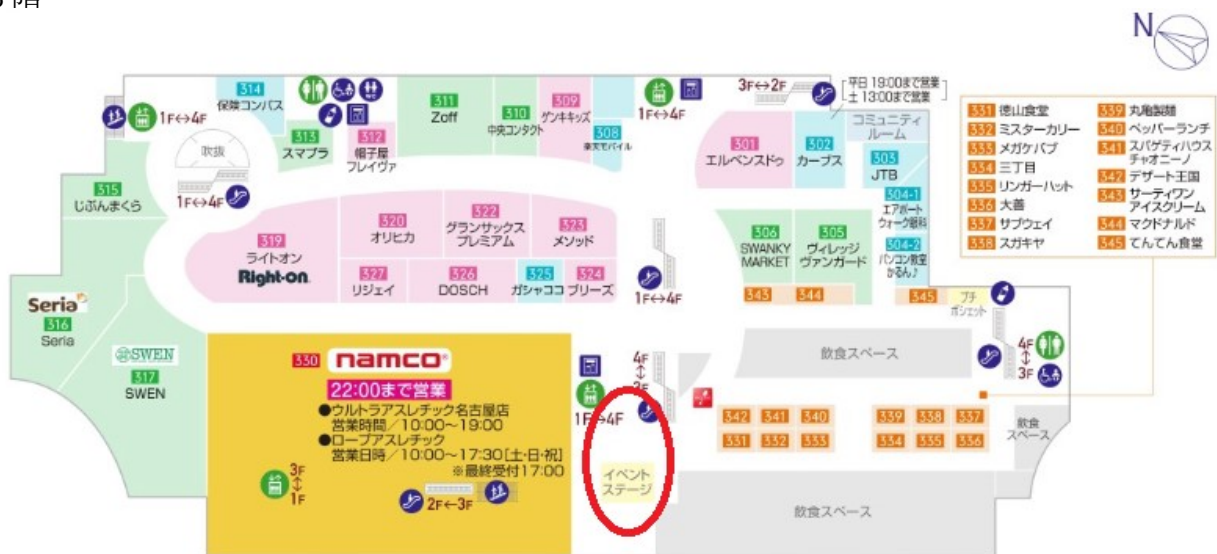 3階
N
314
保険コンパス
1F↔4F
313
スマプラ
312
帽子屋
フレイヴァ
311
Zoff
310
中央コンタクト
309
ゲンキキッズ
308
楽天モバイル
1F↔4F
3F↔2F
平日 19:00まで営業
土 13:00まで営業
コミュニティ
ルーム
301
エルベンスドゥ
302
カーブス
303
JTB
304-1
エアポート
ウォーク眼科
304-2
パソコン教室
かるん♪
331 徳山食堂
332 ミスターカリー
333 メガケバブ
334 三丁目
335 リンガーハット
336 大善
337 サブウェイ
338 スガキヤ
339 丸亀製麺
340 ペッパーランチ
341 スパゲティハウス
チャオニーノ
342 デザート王国
343 サーティワン
アイスクリーム
344 マクドナルド
345 てんてん食堂
吹抜
1F↔4F
315
じぶんまくら
319
ライトオン
Right-on
320
オリヒカ
322
グランサックス
プレミアム
323
メソッド
327
リジェイ
326
DOSCH
325
ガシャココ
324
ブリーズ
1F↔4F
306
SWANKY
MARKET
305
ヴィレッジ
ヴァンガード
343
344
345
プチ
ポシェット
Seria
316
Seria
SWEN
317
SWEN
330 namco
22:00まで営業
●ウルトラアスレチック名古屋店
営業時間/10:00～19:00
●ロープアスレチック
営業日時/10:00～17:30[土・日・祝]
※最終受付17:00
3F
↕
1F
2F←3F
1F↔4F
4F
↕
3F
イベント
ステージ
飲食スペース
4F
↕
3F
342 341 340
331 332 333
339 338 337
334 335 336
飲食
スペース
飲食スペース